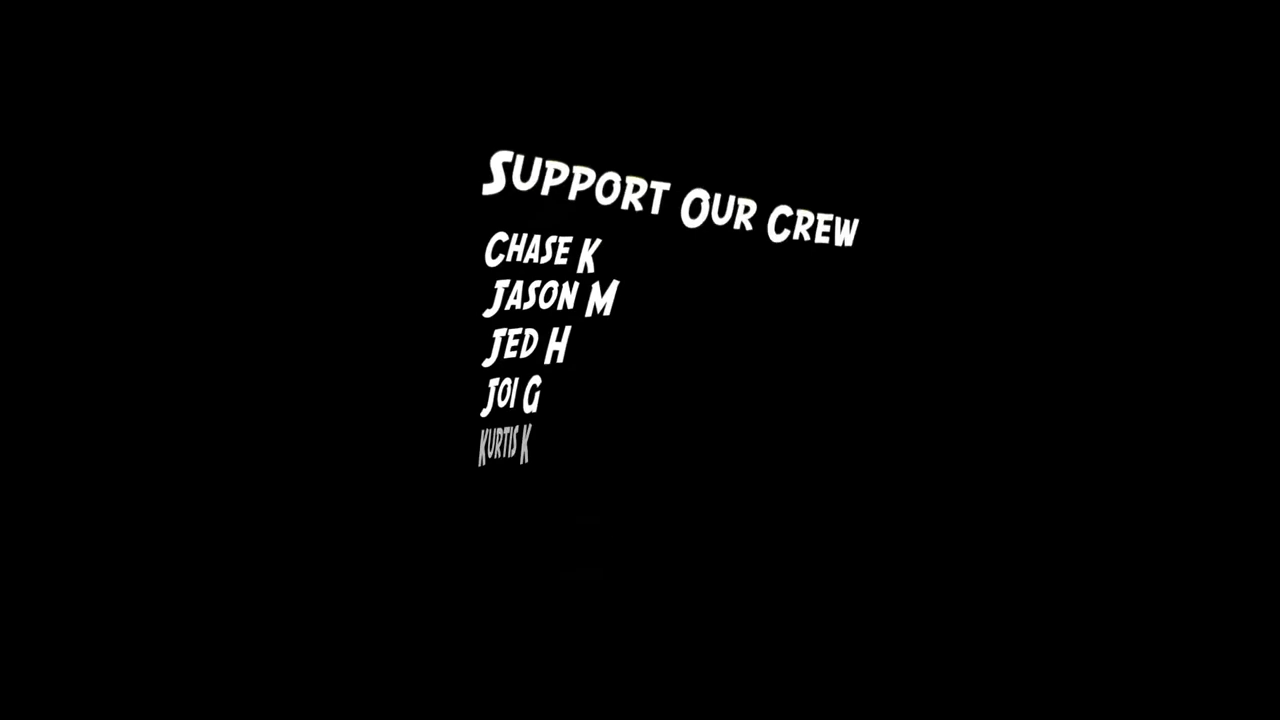 Support Our Crew
Chase K
Jason M
Jed H
Joi G
Kurtis K